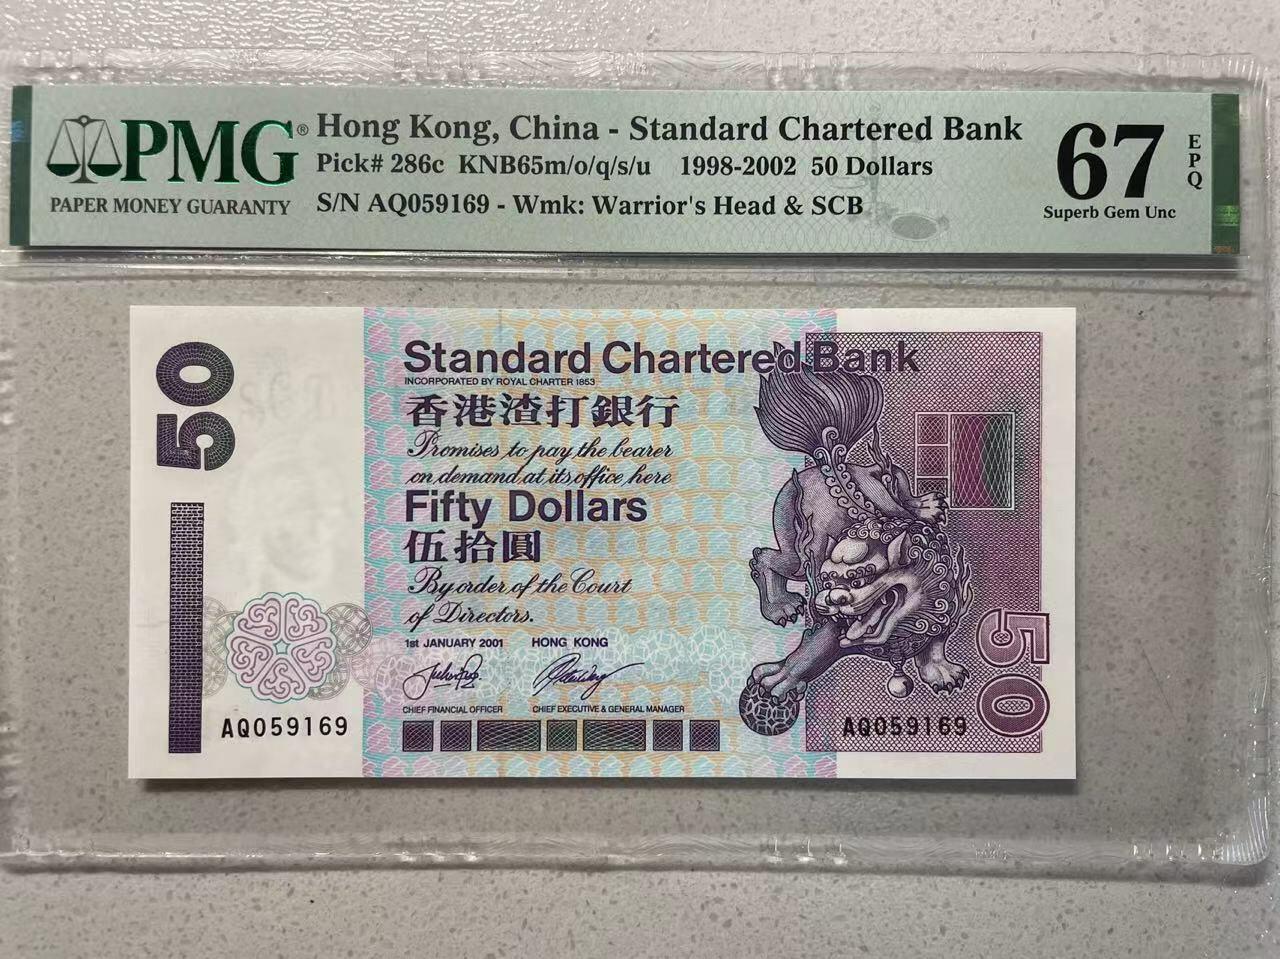 PMG®
PAPER MONEY GUARANTY
Hong Kong, China - Standard Chartered Bank
Pick# 286c KNB65m/o/q/s/u 1998-2002 50 Dollars
S/N AQ059169 - Wmk: Warrior's Head & SCB
67
EPQ
Superb Gem Unc
50
Standard Chartered Bank
INCORPORATED BY ROYAL CHARTER 1853
香港渣打銀行
Promises to pay the bearer
on demand at its office here
Fifty Dollars
伍拾圓
By order of the Court
of Directors.
1st JANUARY 2001 HONG KONG
CHIEF FINANCIAL OFFICER CHIEF EXECUTIVE & GENERAL MANAGER
AQ059169
AQ059169
50